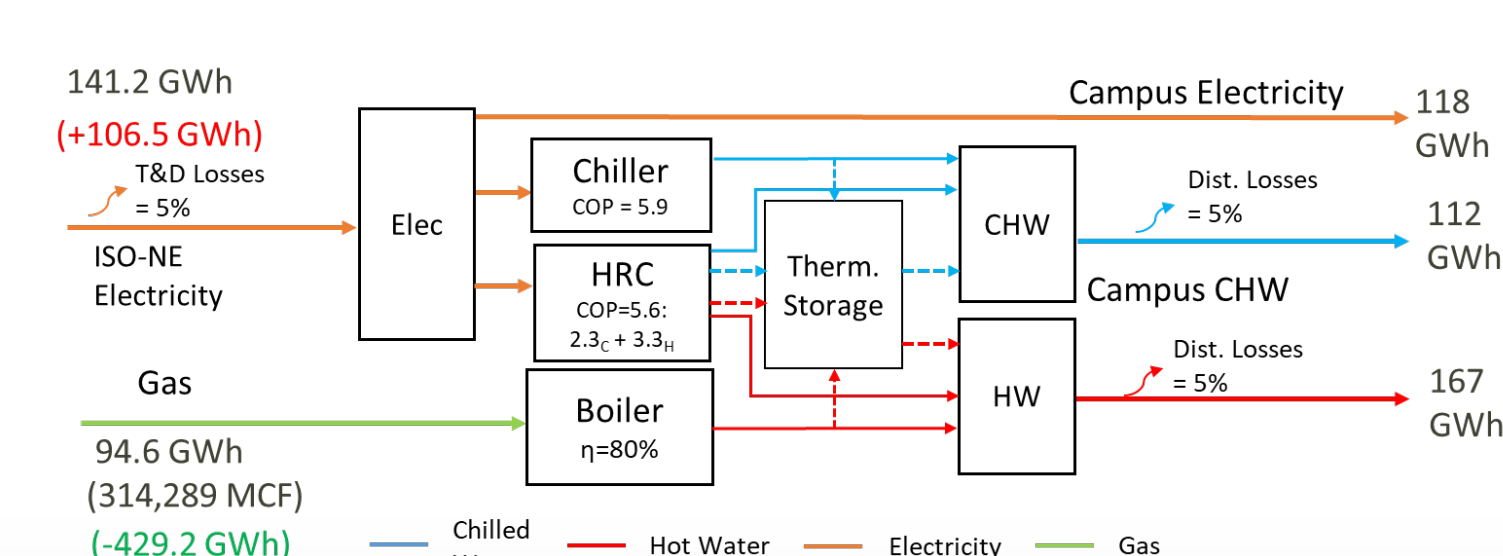 141.2 GWh
(+106.5 GWh)
T&D Losses
= 5%
ISO-NE
Electricity
Elec
Gas
94.6 GWh
(314,289 MCF)
(-429.2 GWh)
Chiller
COP = 5.9
HRC
COP=5.6:
2.3C + 3.3H
Boiler
η=80%
Therm.
Storage
CHW
HW
Campus Electricity
118
GWh
Dist. Losses
= 5%
112
GWh
Campus CHW
Dist. Losses
= 5%
167
GWh
Chilled
Hot Water
Electricity
Gas